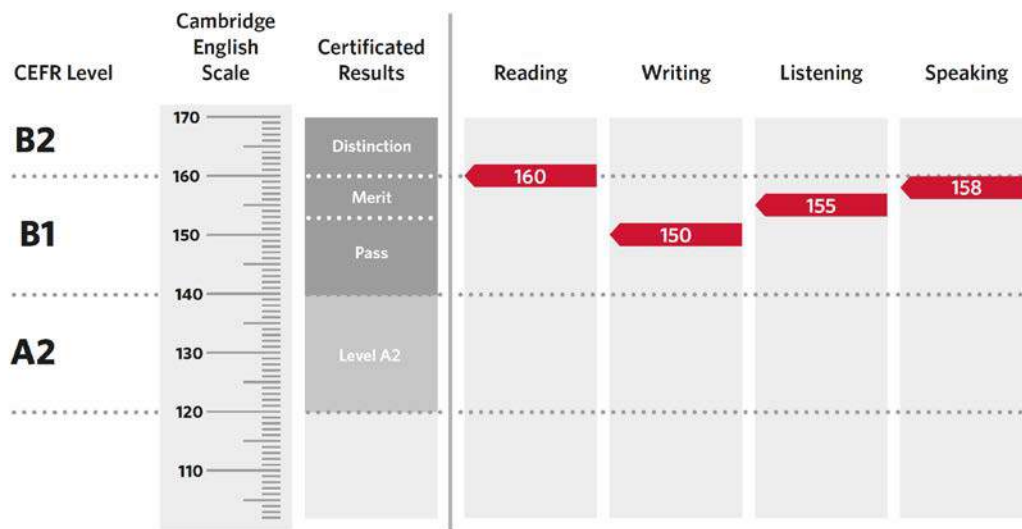 CEFR Level
Cambridge
English
Scale
Certificated
Results
Reading
Writing
Listening
Speaking
B2
B1
A2
170
160
150
140
130
120
110
Distinction
Merit
Pass
Level A2
160
150
155
158